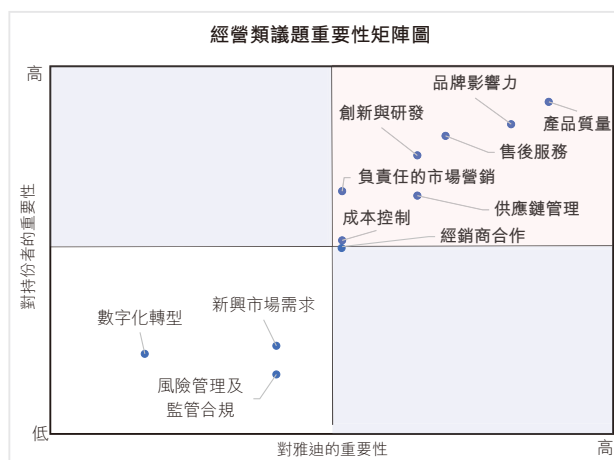 經營類議題重要性矩陣圖
高
品牌影響力
產品質量
創新與研發
售後服務
負責任的市場營銷
供應鏈管理
成本控制
經銷商合作
對持份者的重要性
新興市場需求
數字化轉型
風險管理及
監管合規
低
對雅迪的重要性
高